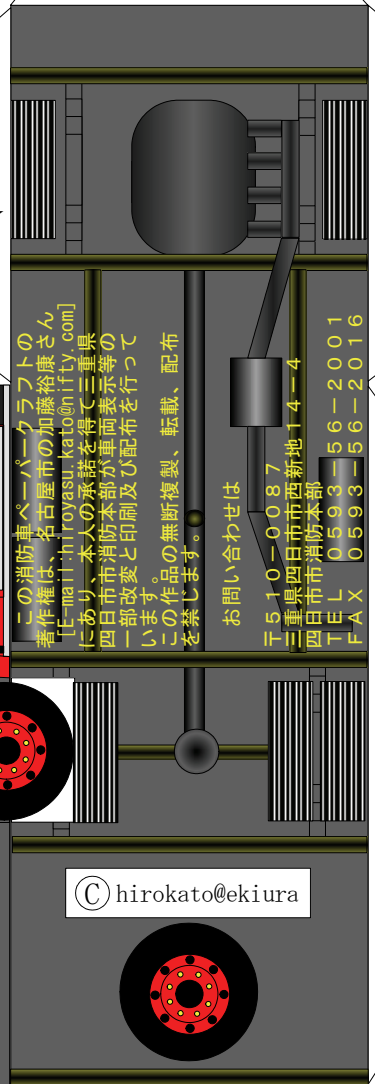 この消防車ペーパークラフトの
著作権は、名古屋市の加藤裕康さん
[E-mail:hiroyasu.kato@nifty.com]
にあり、本人の承諾を得て三重県
四日市市消防本部が車両表示等の
一部改変と印刷及び配布を行って
います。
この作品の無断複製、転載、配布
を禁じます。
お問い合わせは
〒510-0087
三重県四日市市西新地14-4
四日市市消防本部
TEL 0593-56-2001
FAX 0593-56-2016
Ⓒ hirokato@ekiura